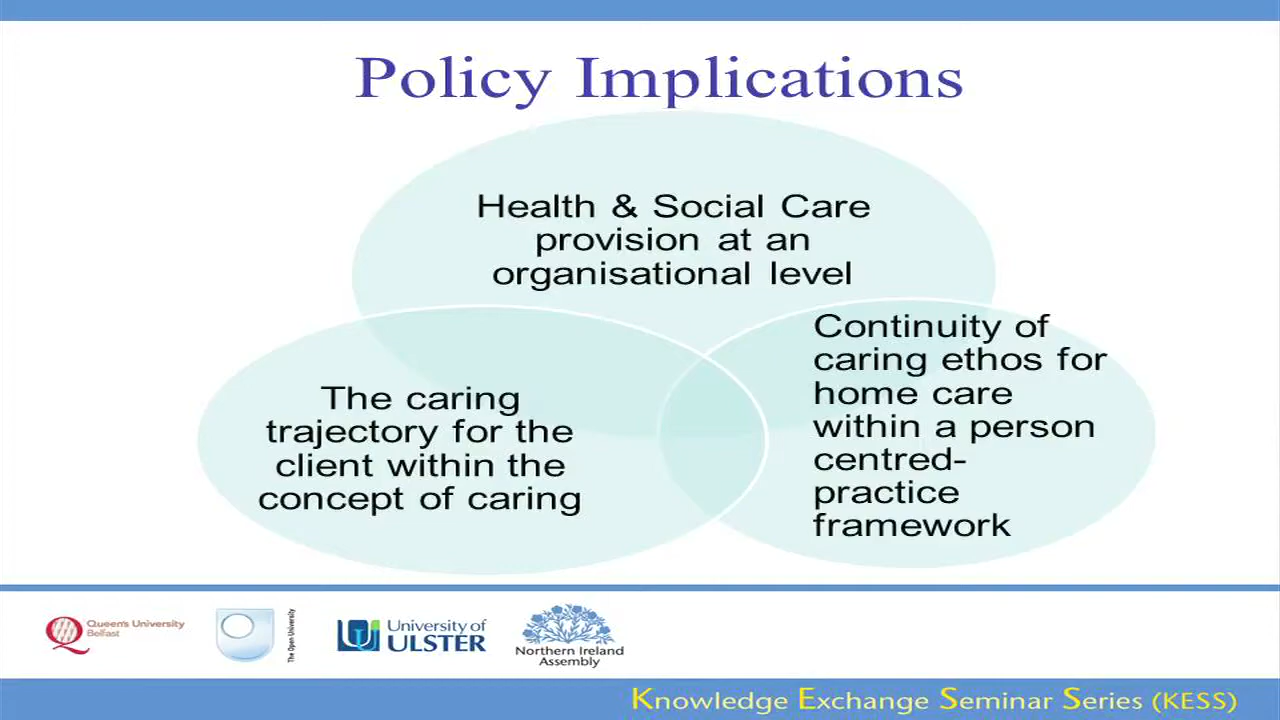 Policy Implications
Health & Social Care
provision at an
organisational level
The caring
trajectory for the
client within the
concept of caring
Continuity of
caring ethos for
home care
within a person
centred-
practice
framework
Queen's University
Belfast
The Open University
University of
ULSTER
Northern Ireland
Assembly
Knowledge Exchange Seminar Series (KESS)